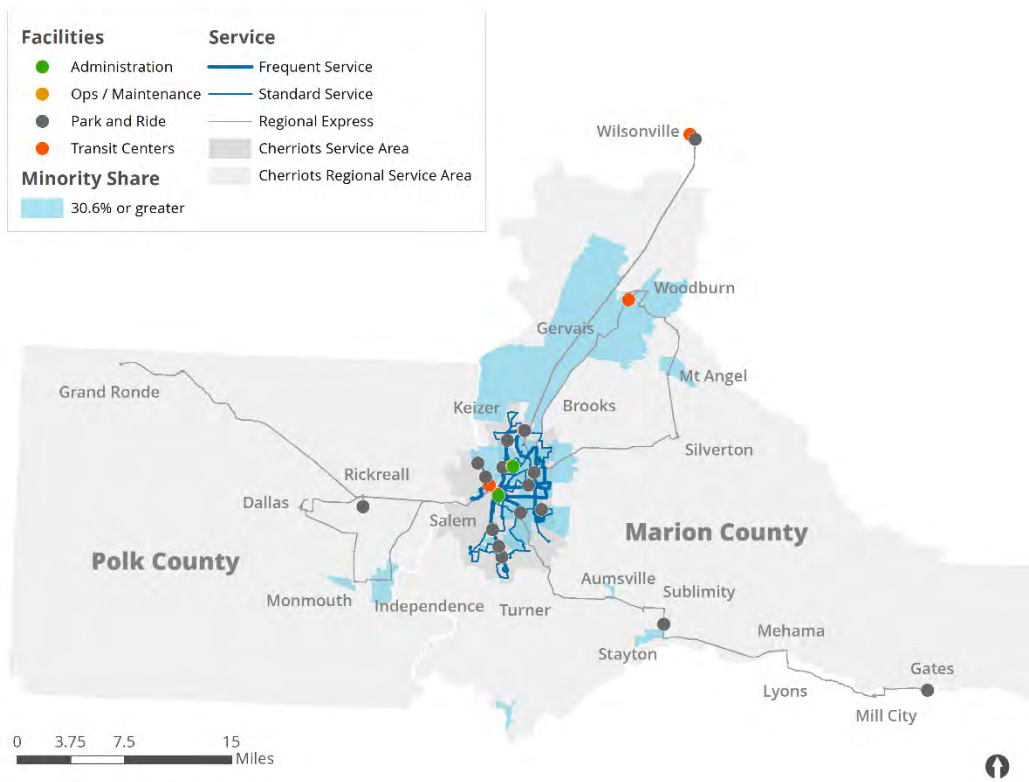 Facilities
Administration
Ops / Maintenance
Park and Ride
Transit Centers
Minority Share
30.6% or greater
Service
Frequent Service
Standard Service
Regional Express
Cherriots Service Area
Cherriots Regional Service Area
Wilsonville
Woodburn
Gervais
Mt Angel
Grand Ronde
Keizer
Brooks
Silverton
Rickreall
Dallas
Salem
Marion County
Polk County
Aumsville
Sublimity
Monmouth
Independence
Turner
Mehama
Stayton
Gates
Lyons
Mill City
0 3.75 7.5 15
Miles